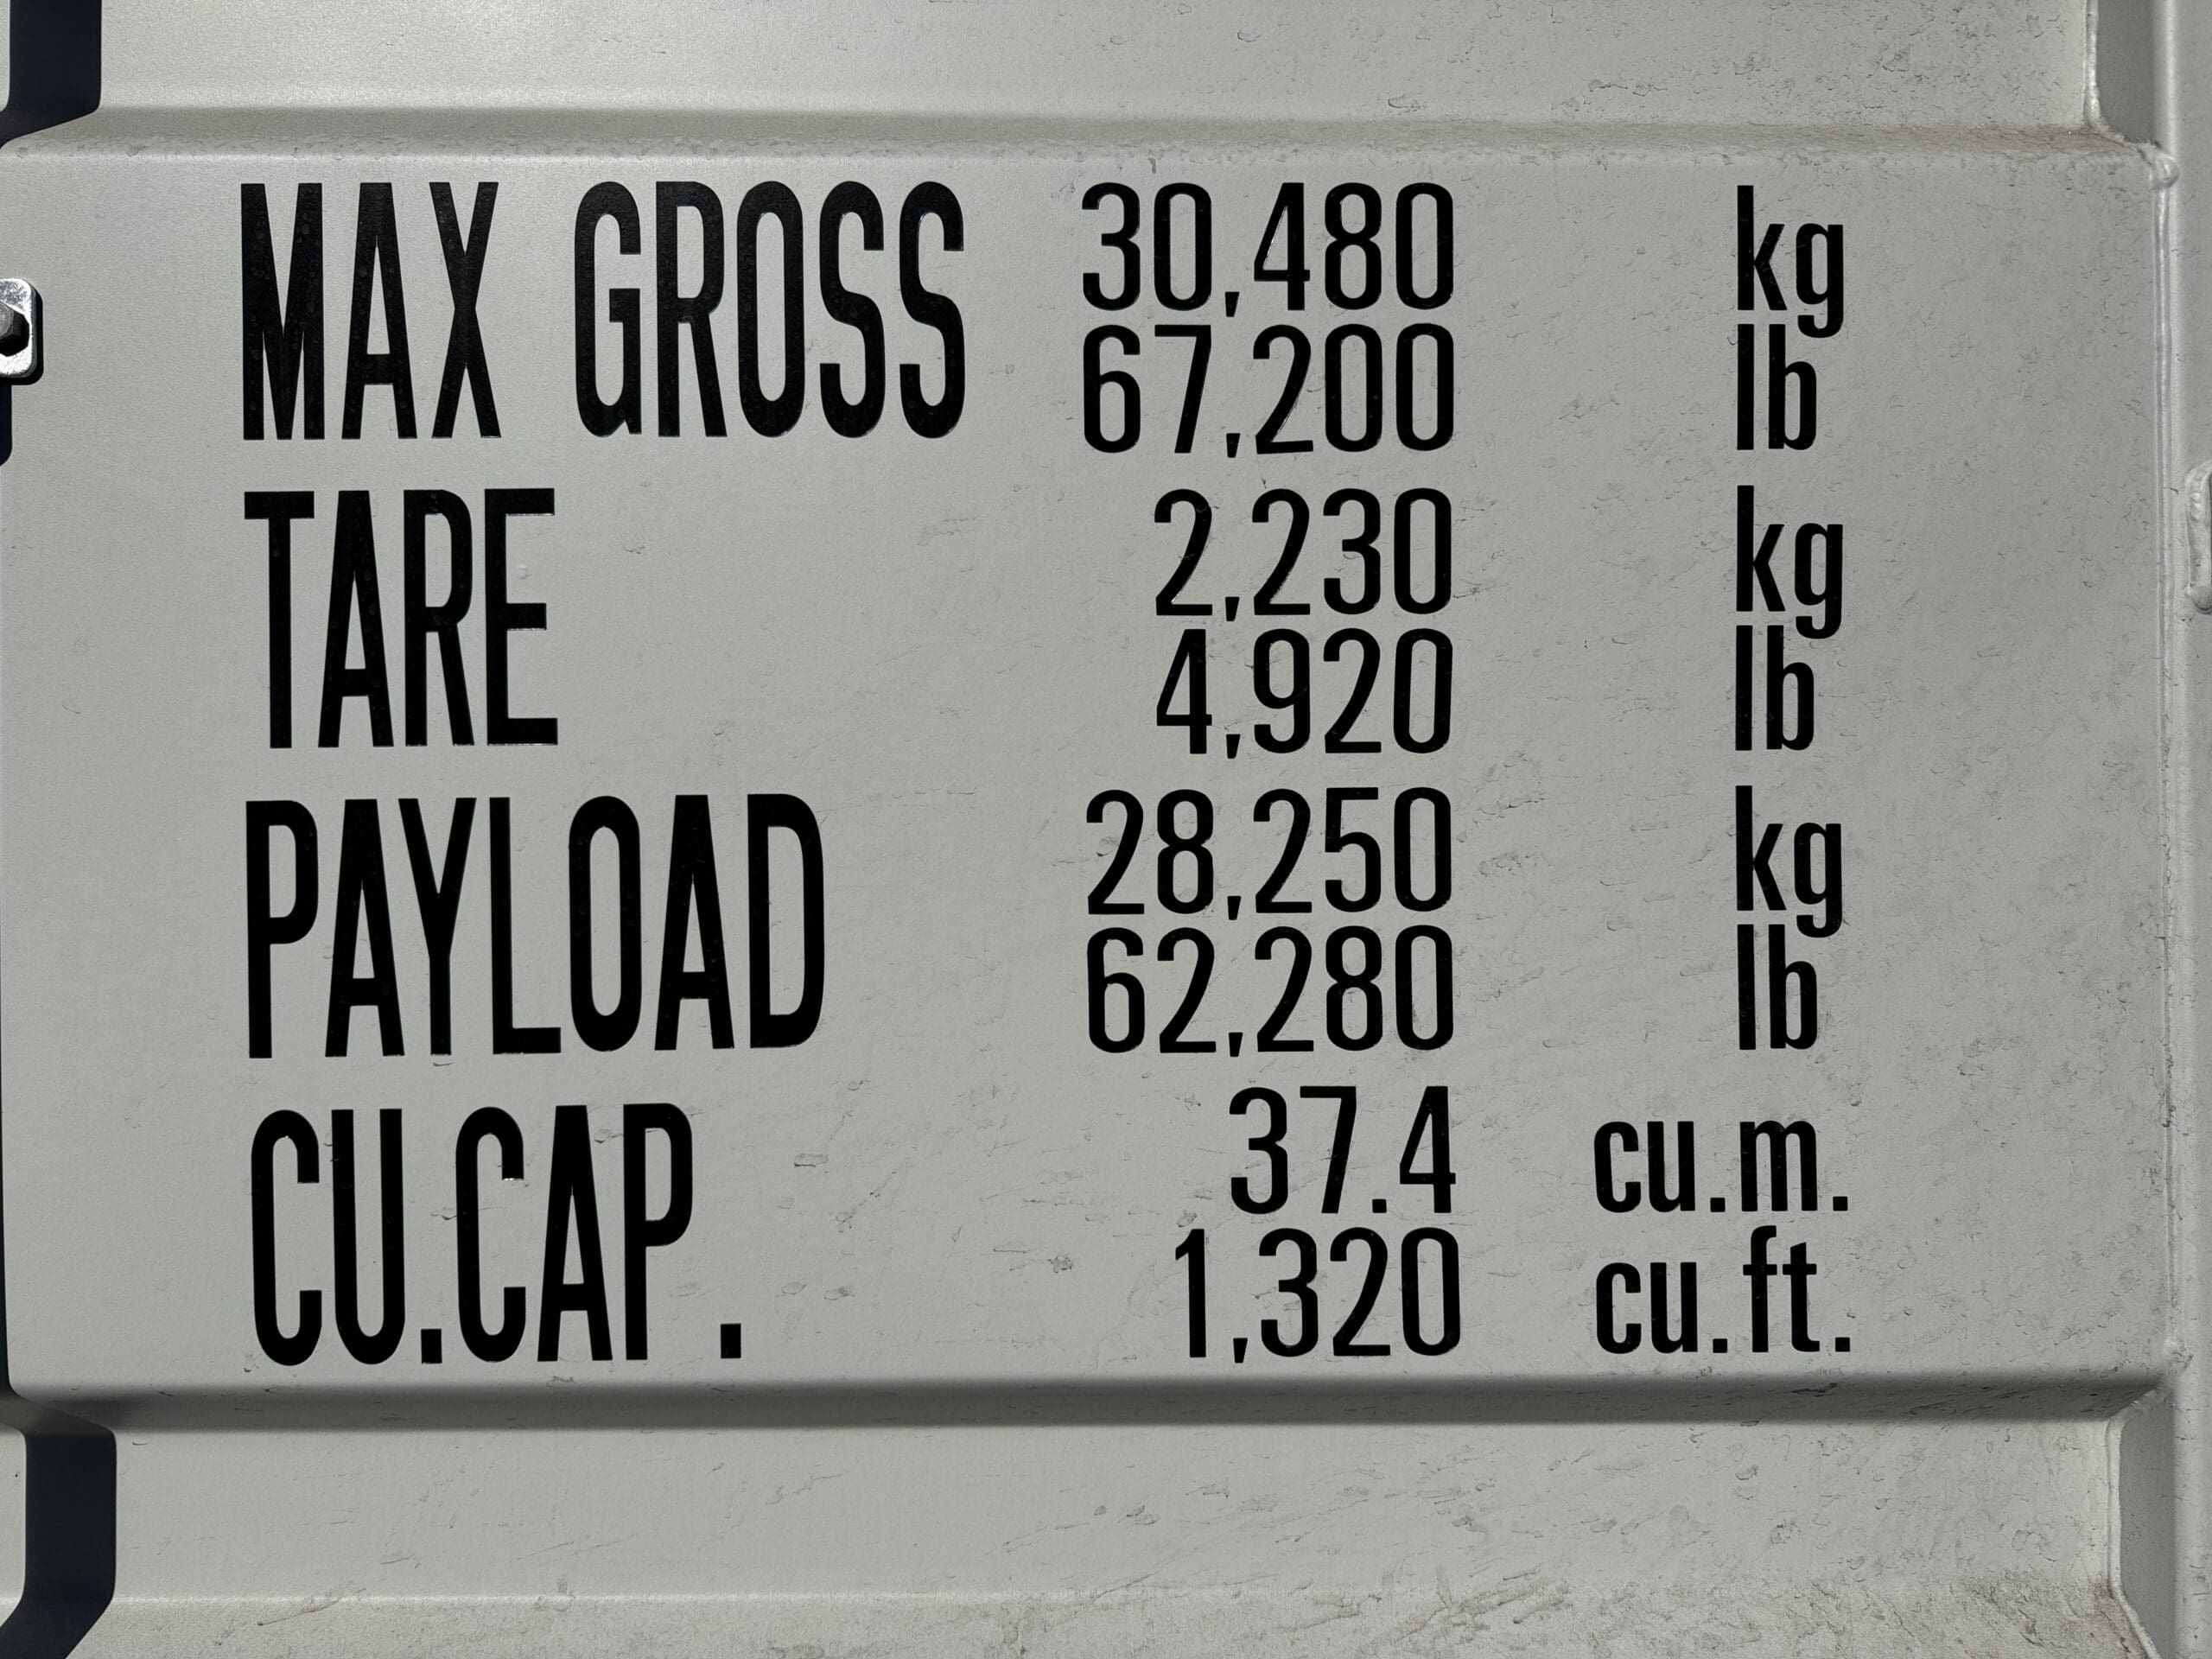 MAX GROSS 30,480 kg
67,200 lb
TARE 2,230 kg
4,920 lb
PAYLOAD 28,250 kg
62,280 lb
CU.CAP. 37.4 cu.m.
1,320 cu.ft.